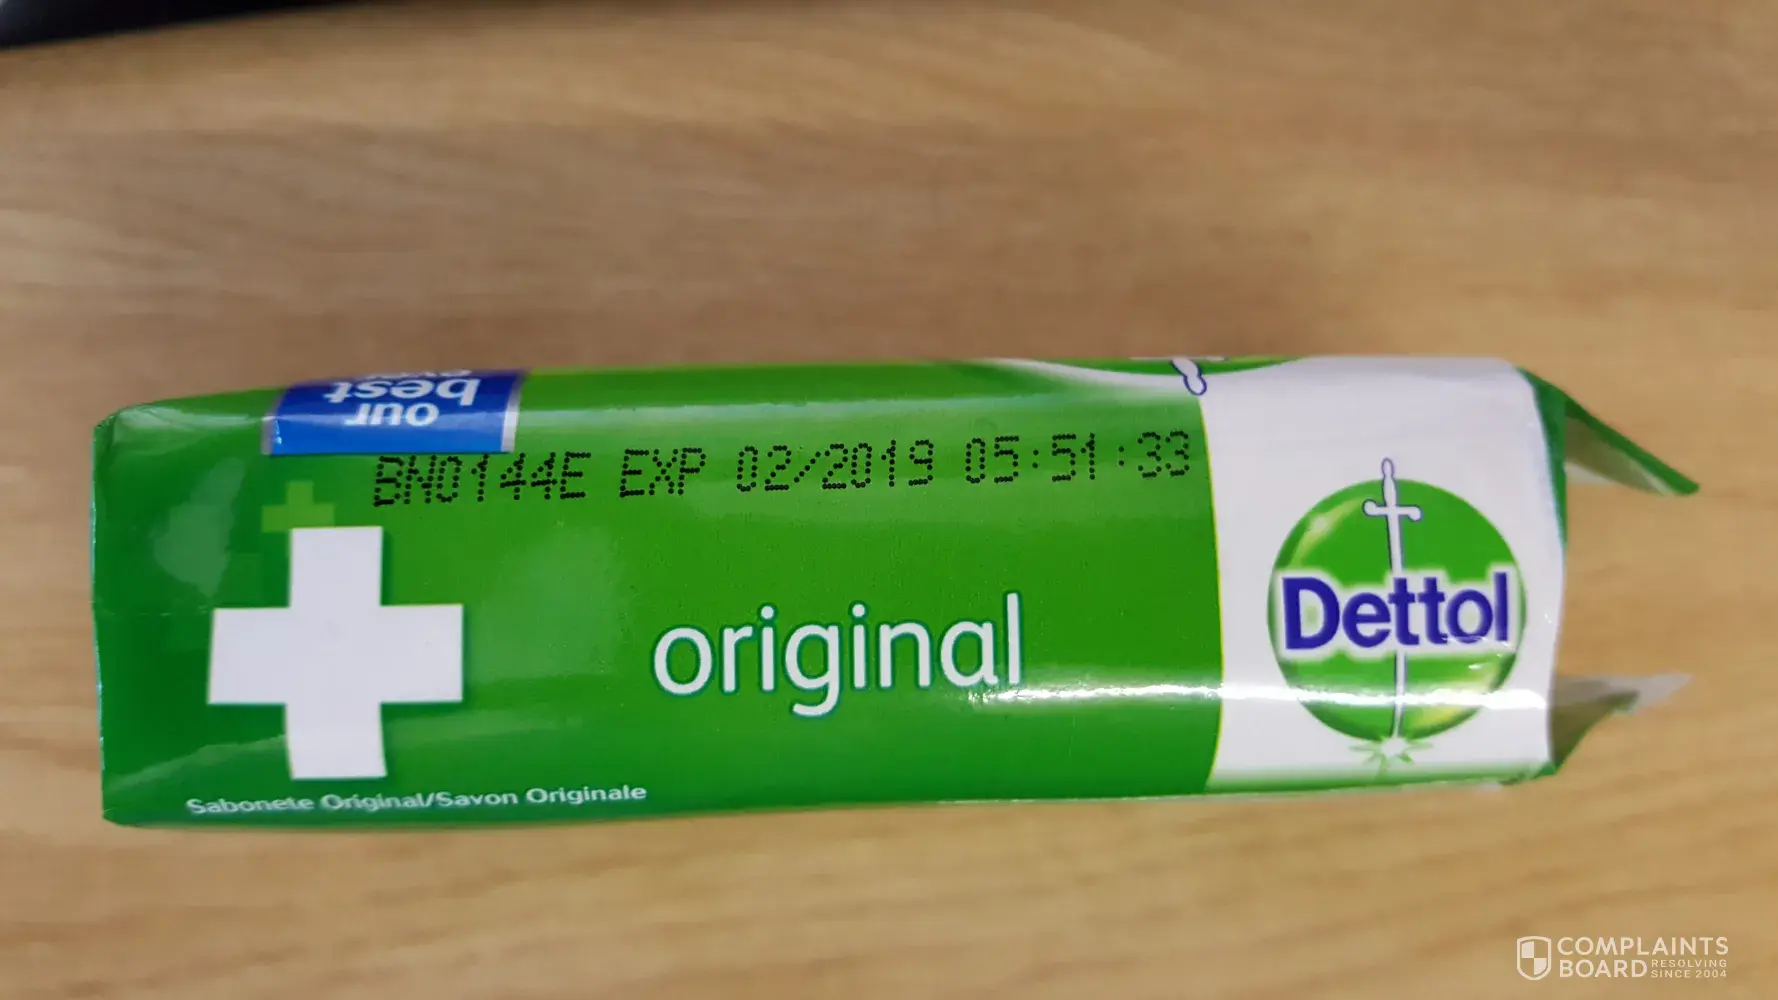 our
best
BN0144E EXP 02/2019 05:51:33
original
Dettol
Sabonete Original/Savon Originale
COMPLAINTS
BOARD RESOLVING
SINCE 2004